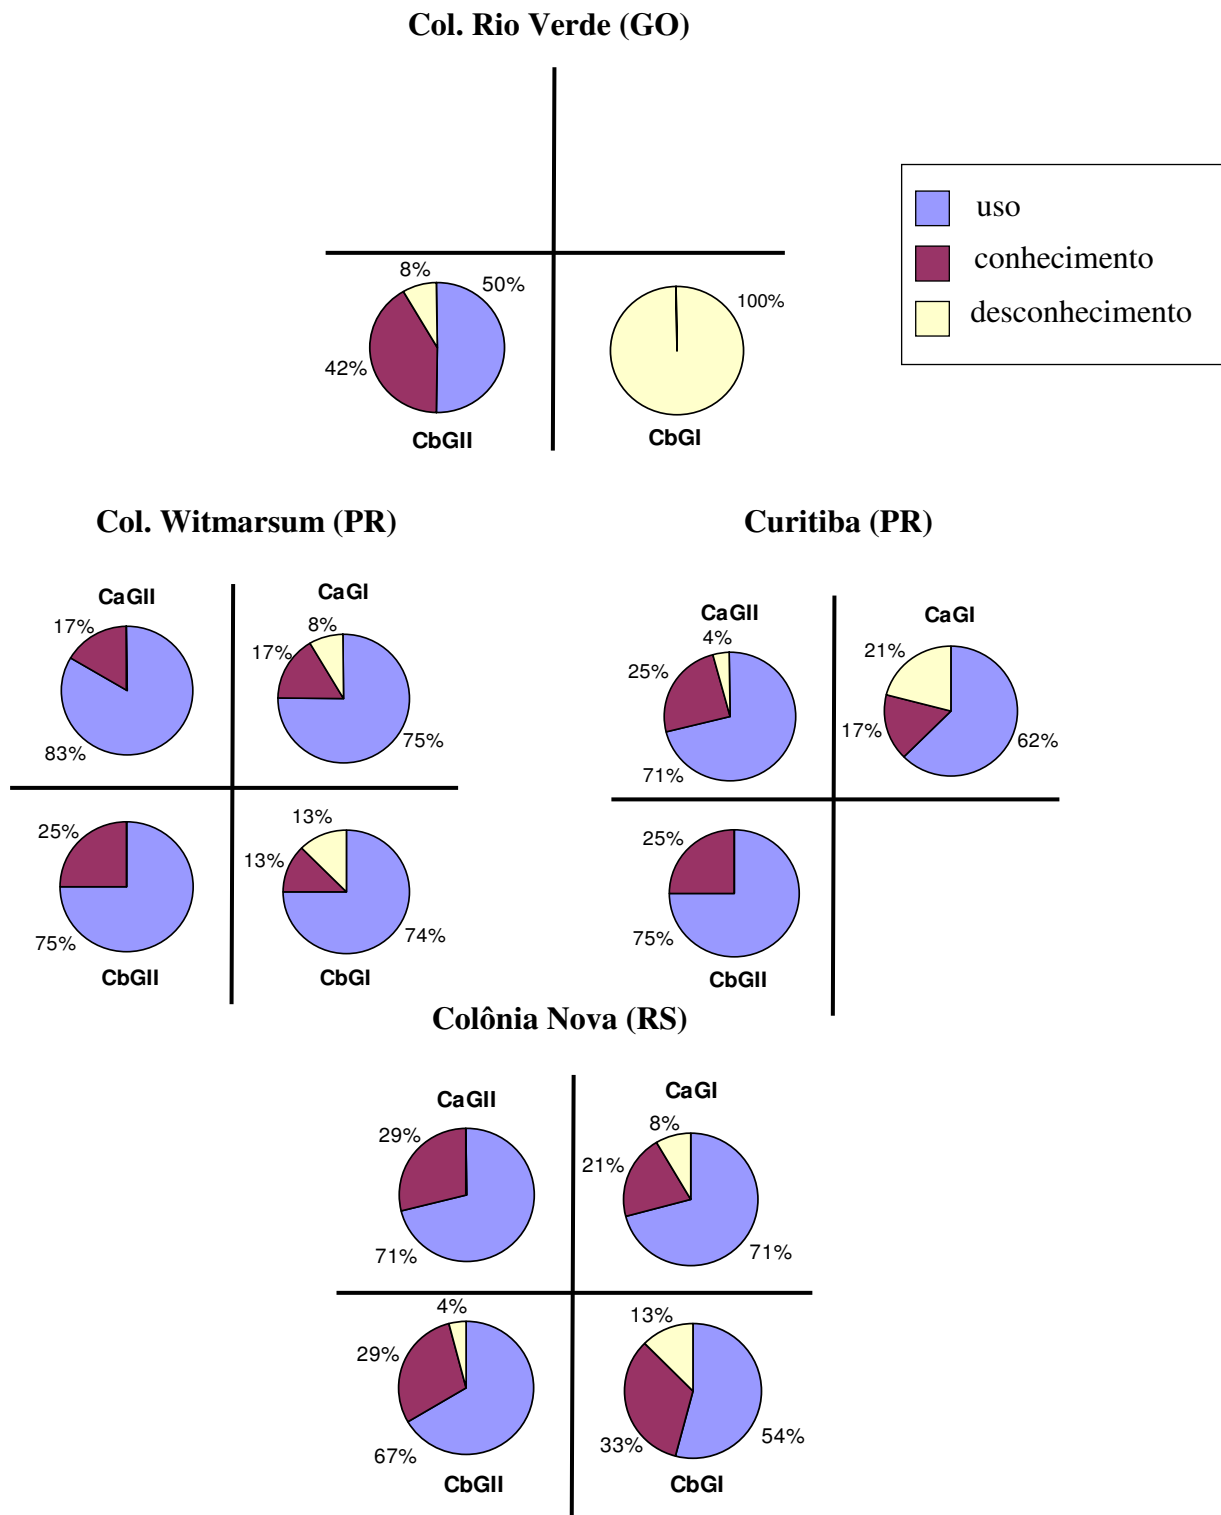 Col. Rio Verde (GO)
uso
conhecimento
desconhecimento
8%
50%
42%
CbGII
100%
CbGI
Col. Witmarsum (PR)
CaGII
17%
83%
CaGI
8%
17%
75%
25%
75%
CbGII
13%
13%
74%
CbGI
Curitiba (PR)
CaGII
4%
25%
71%
CaGI
21%
17%
62%
25%
75%
CbGII
Colônia Nova (RS)
CaGII
29%
71%
CaGI
8%
21%
71%
4%
29%
67%
CbGII
13%
33%
54%
CbGI